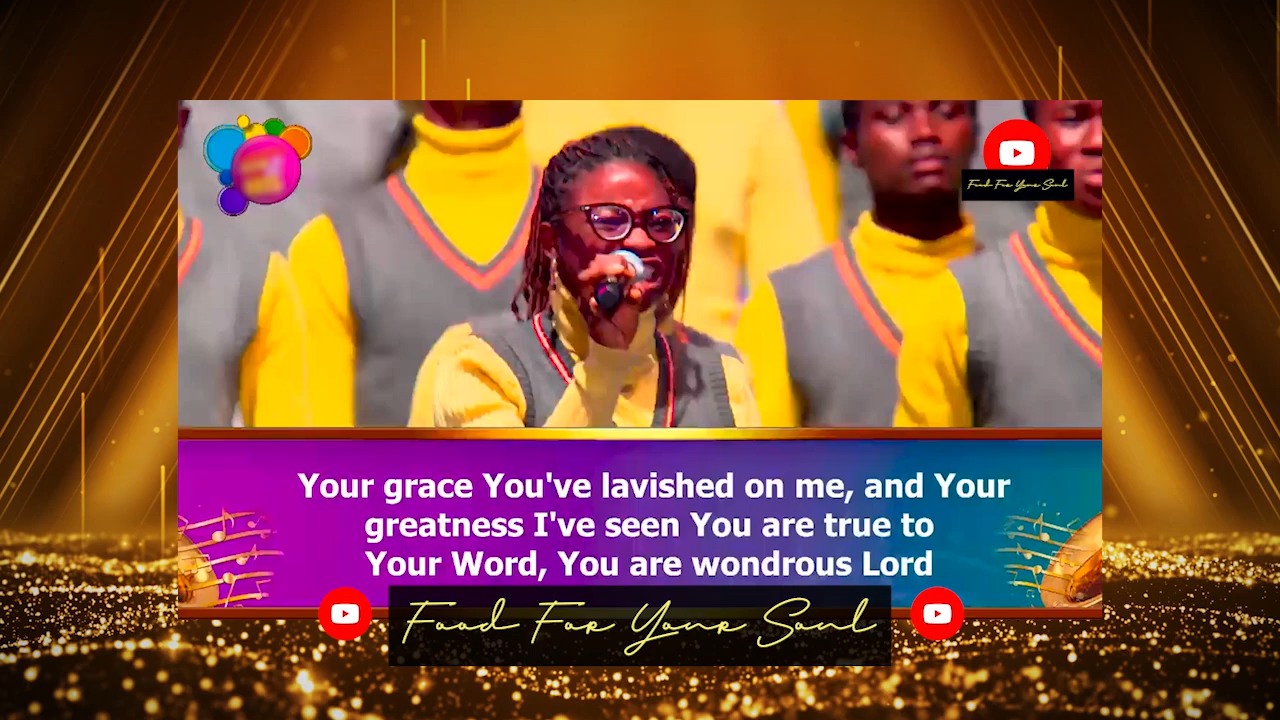 Food For Your Soul
Your grace You've lavished on me, and Your
greatness I've seen You are true to
Your Word, You are wondrous Lord
Food For Your Soul